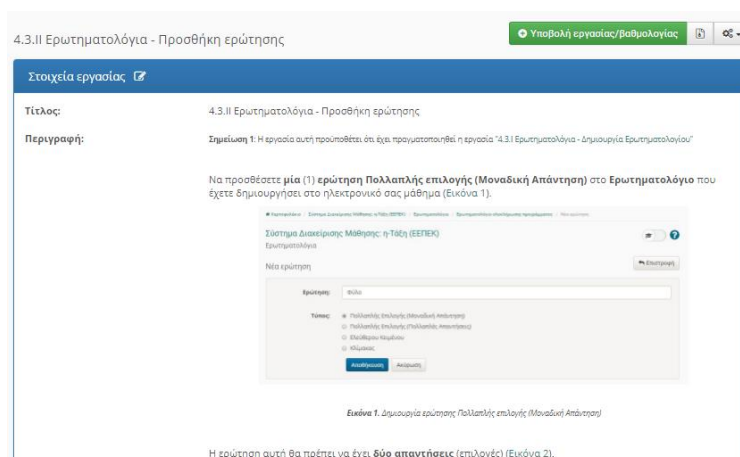 4.3.II Ερωτηματολόγια - Προσθήκη ερώτησης
Υποβολή εργασίας/βαθμολογίας
Στοιχεία εργασίας
Τίτλος: 4.3.II Ερωτηματολόγια - Προσθήκη ερώτησης
Περιγραφή: Σημείωση 1: Η εργασία αυτή προϋποθέτει ότι έχει πραγματοποιηθεί η εργασία "4.3.I Ερωτηματολόγια - Δημιουργία Ερωτηματολογίου"
Να προσθέσετε μία (1) ερώτηση Πολλαπλής επιλογής (Μοναδική Απάντηση) στο Ερωτηματολόγιο που
έχετε δημιουργήσει στο ηλεκτρονικό σας μάθημα (Εικόνα 1).
Σύστημα Διαχείρισης Μάθησης: η-Τάξη (ΕΕΠΕΚ)
Ερωτηματολόγια
Νέα ερώτηση
Επιστροφή
Ερώτηση: Φύλο
Τύπος: Πολλαπλής Επιλογής (Μοναδική Απάντηση)
Πολλαπλής Επιλογής (Πολλαπλές Απαντήσεις)
Ελεύθερου Κειμένου
Κλίμακας
Αποθήκευση Ακύρωση
Εικόνα 1. Δημιουργία ερώτησης Πολλαπλής επιλογής (Μοναδική Απάντηση)
Η ερώτηση αυτή θα πρέπει να έχει δύο απαντήσεις (επιλογές) (Εικόνα 2).